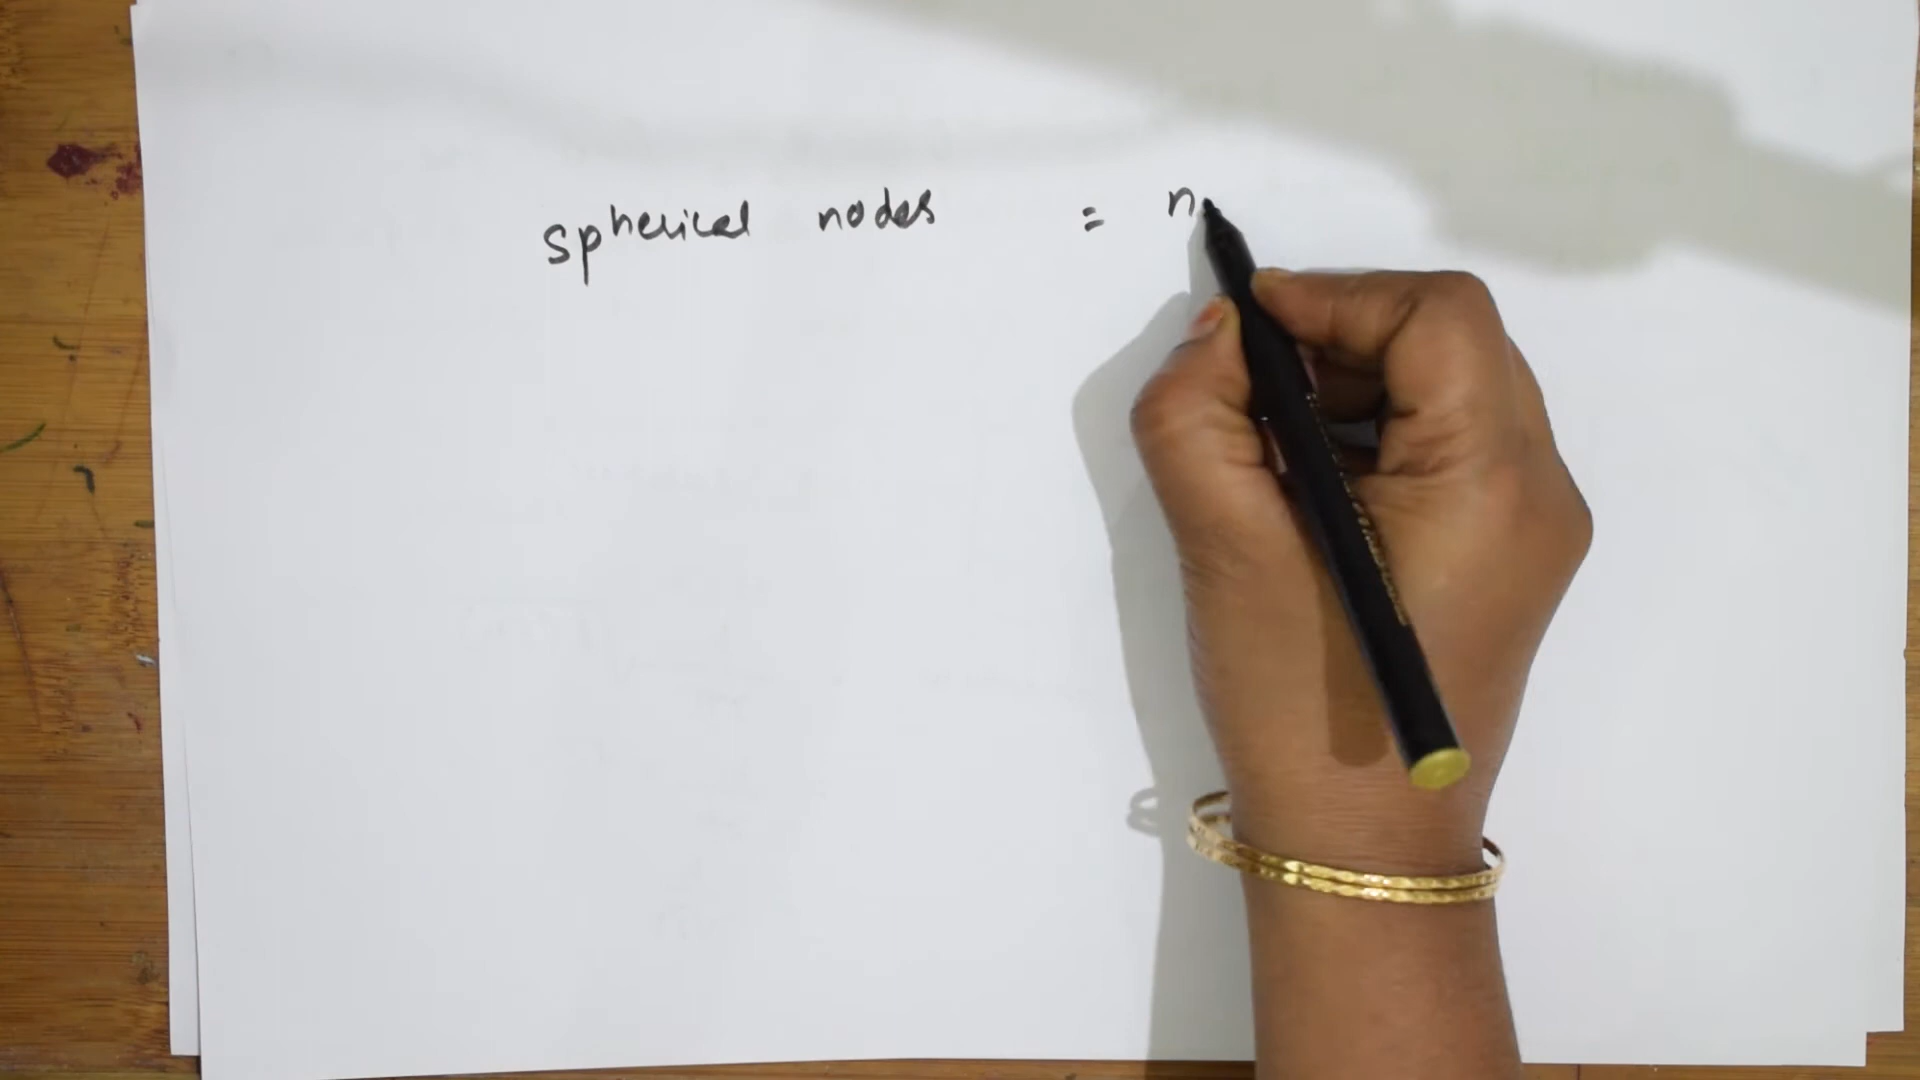 spherical nodes = n